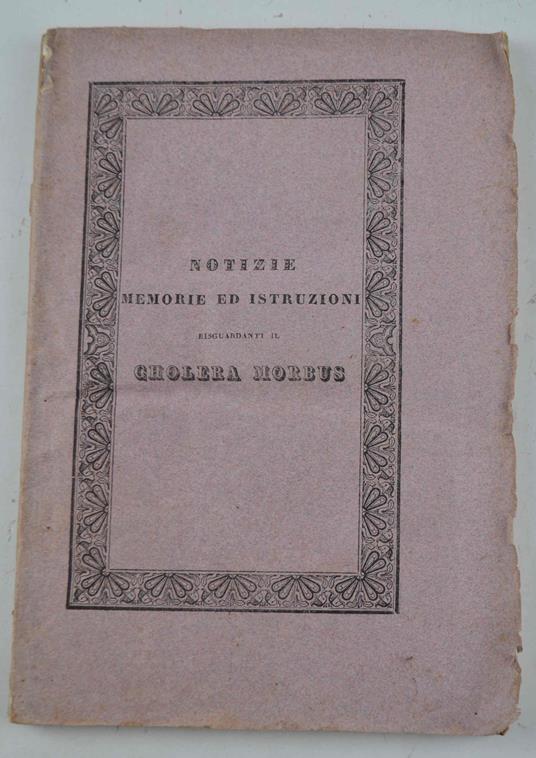 NOTIZIE
MEMORIE ED ISTRUZIONI
RISGUARDANTI IL
CHOLERA MORBUS